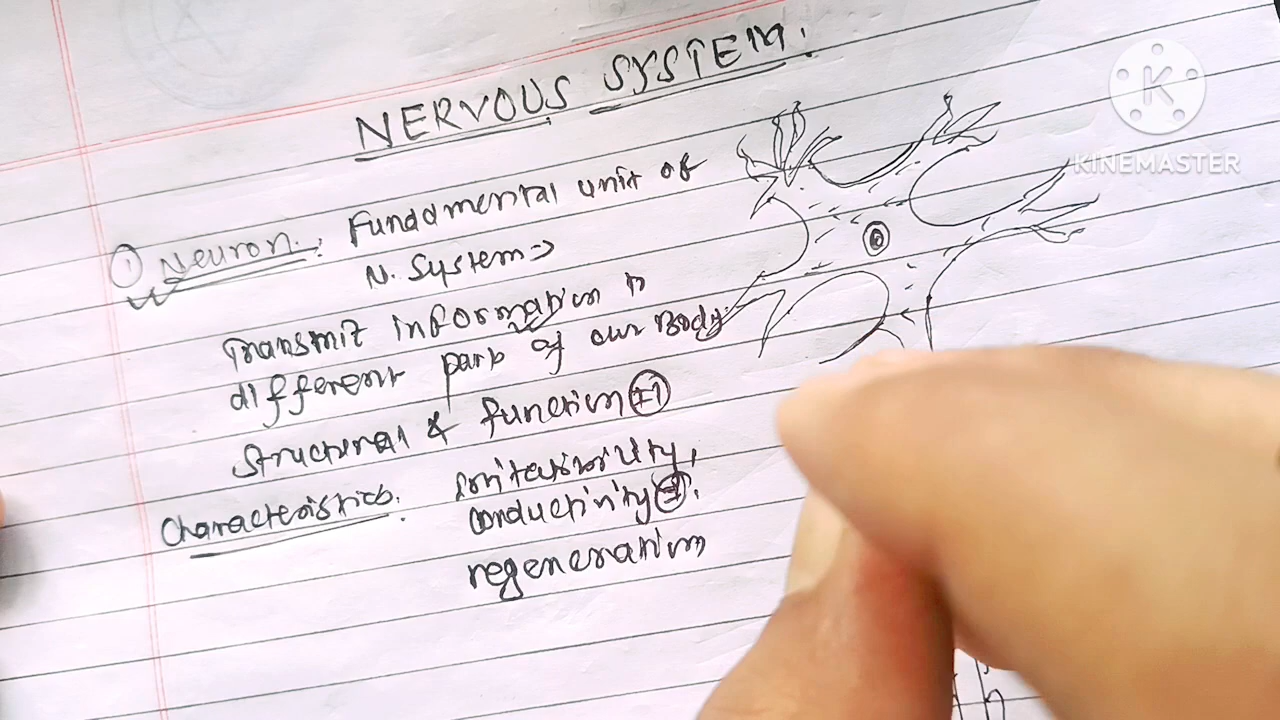 NERVOUS SYSTEM:
① Neuron: Fundamental unit of
N. System ⇒
Transmit information to
different part of our Body
Structural & function
Characteristics. irritability,
conductivity.
regeneration
K
KINEMASTER